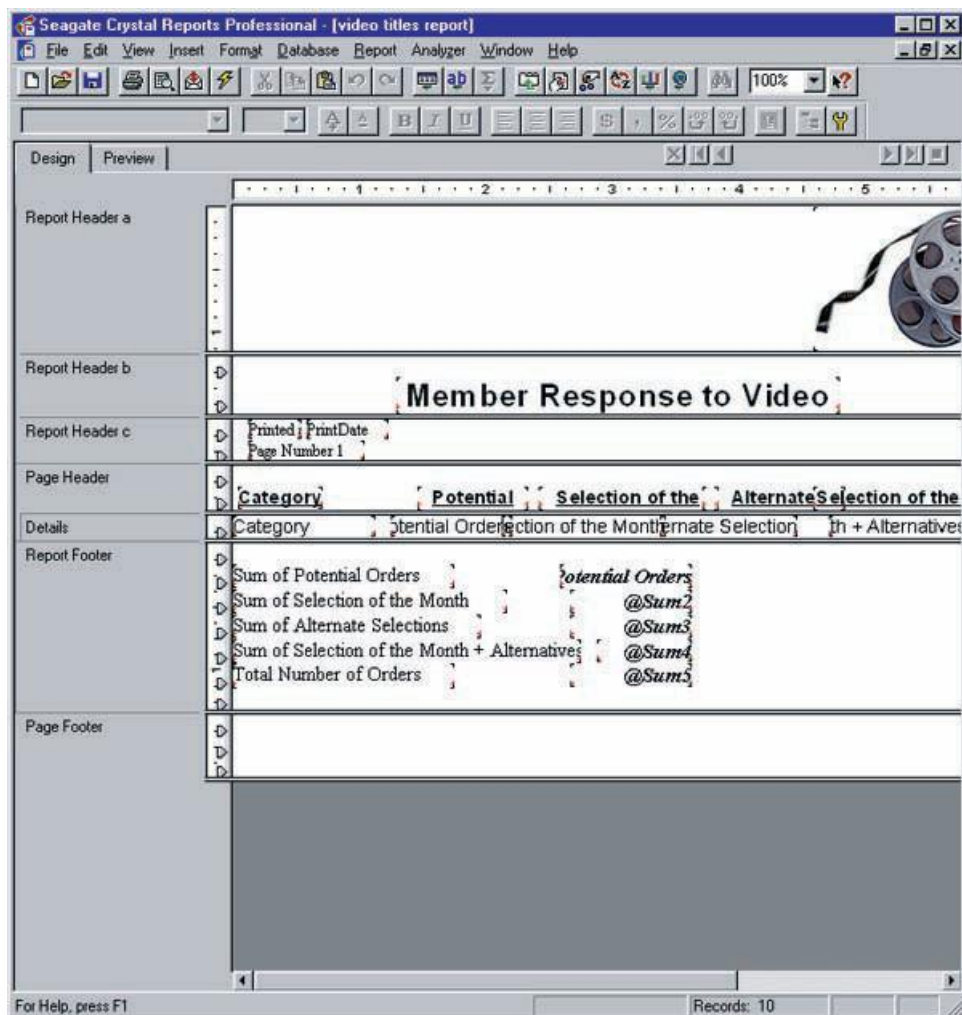 Seagate Crystal Reports Professional - [video titles report]
File Edit View Insert Format Database Report Analyzer Window Help
100%
B I U $ , %
Design Preview
1 2 3 4 5
Report Header a
1
Report Header b
Member Response to Video
Report Header c
Printed PrintDate
Page Number 1
Page Header
Category Potential Selection of the Alternate Selection of the
Details
Category otential Order ection of the Month ernate Selection th + Alternatives
Report Footer
Sum of Potential Orders otential Orders
Sum of Selection of the Month @Sum2
Sum of Alternate Selections @Sum3
Sum of Selection of the Month + Alternatives @Sum4
Total Number of Orders @Sum5
Page Footer
For Help, press F1 Records: 10